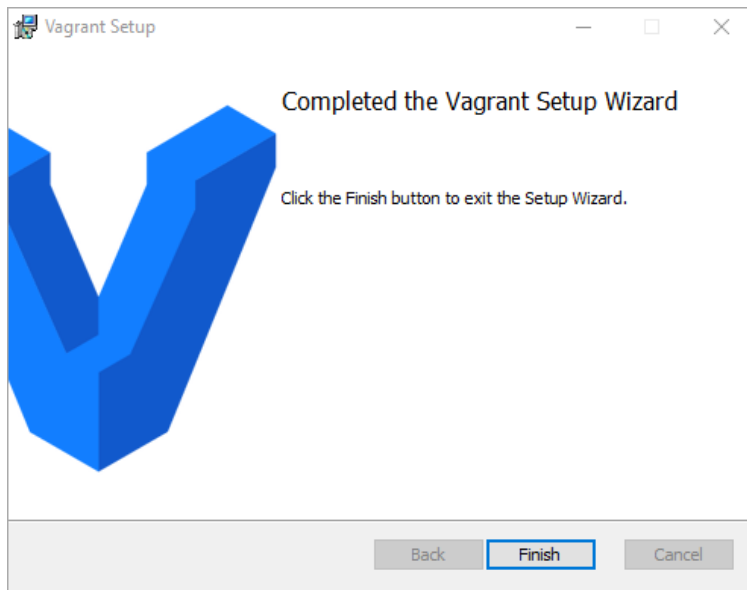 Vagrant Setup
Completed the Vagrant Setup Wizard
Click the Finish button to exit the Setup Wizard.
Back Finish Cancel